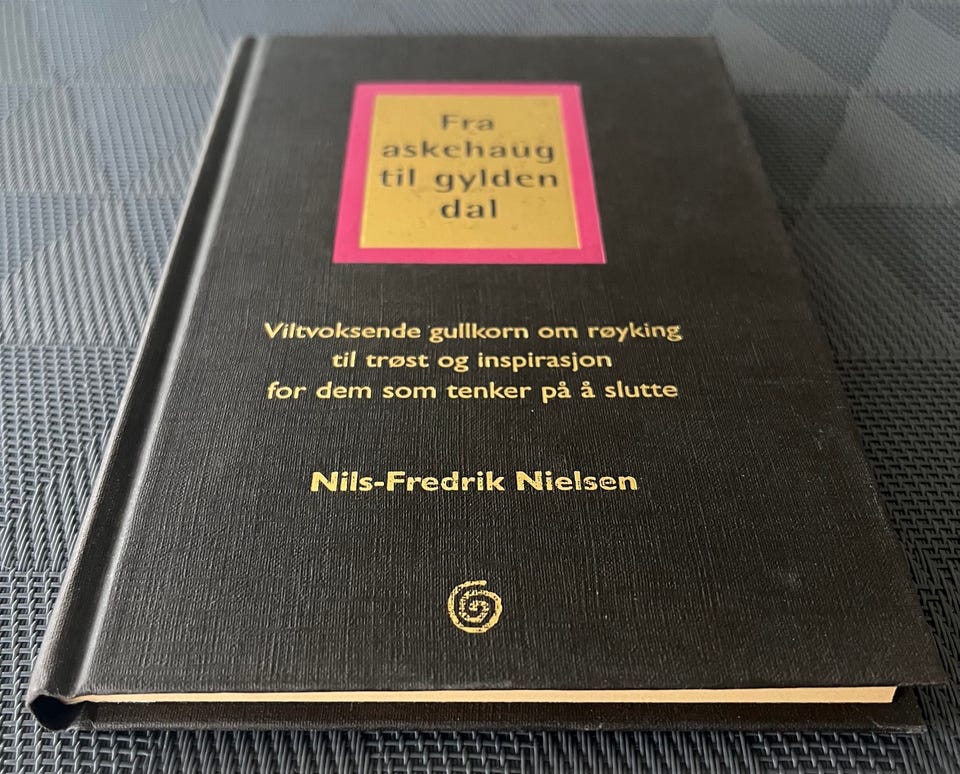 Fra
askehaug
til gylden
dal
Viltvoksende gullkorn om røyking
til trøst og inspirasjon
for dem som tenker på å slutte
Nils-Fredrik Nielsen